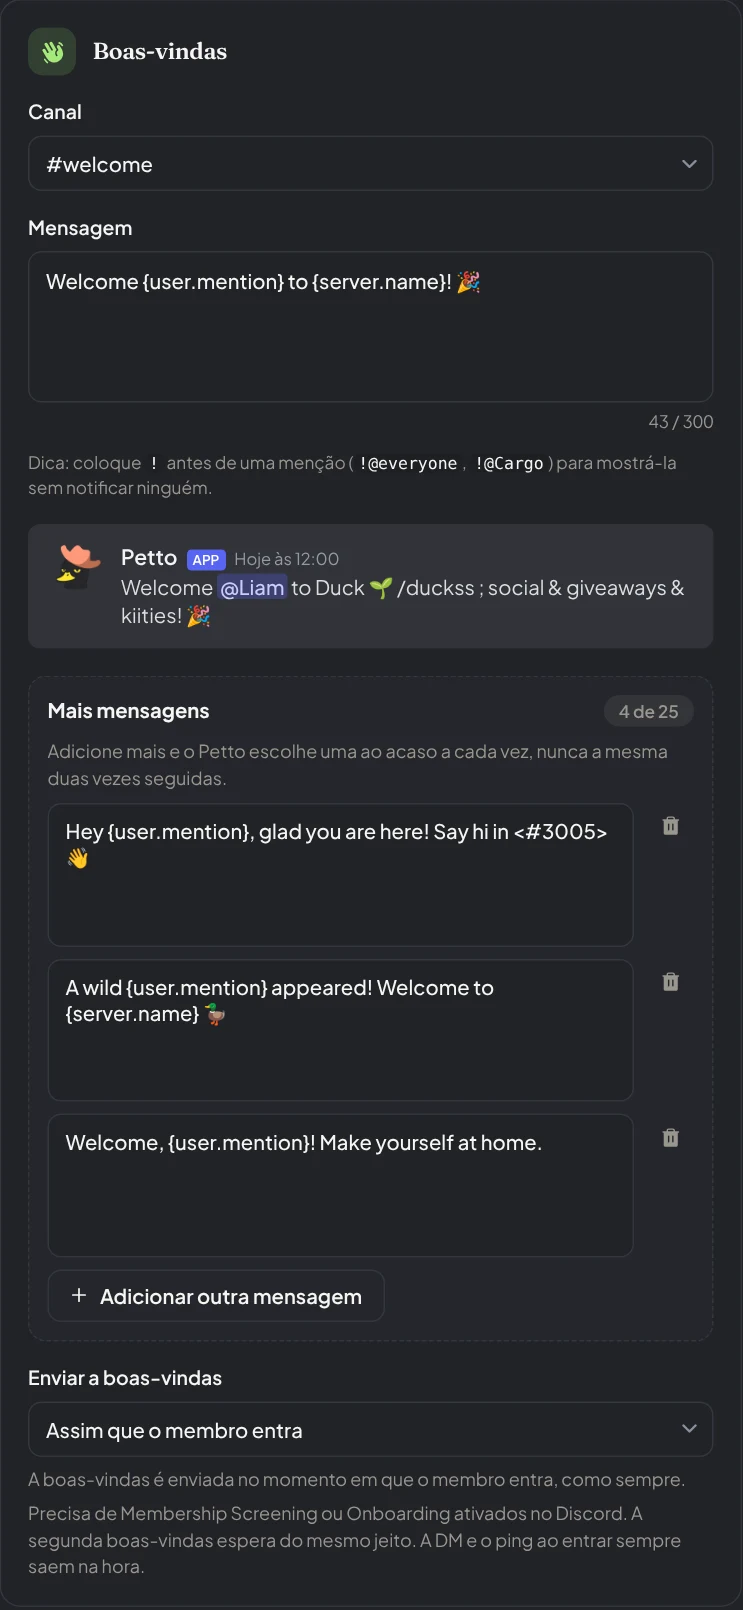 Boas-vindas
Canal
#welcome
Mensagem
Welcome {user.mention} to {server.name}! 🎉
43 / 300
Dica: coloque ! antes de uma menção ( !@everyone , !@Cargo ) para mostrá-la
sem notificar ninguém.
Petto APP Hoje às 12:00
Welcome @Liam to Duck 🌱 /duckss ; social & giveaways &
kiities! 🎉
Mais mensagens
4 de 25
Adicione mais e o Petto escolhe uma ao acaso a cada vez, nunca a mesma
duas vezes seguidas.
Hey {user.mention}, glad you are here! Say hi in <#3005>
👋
A wild {user.mention} appeared! Welcome to
{server.name} 🦆
Welcome, {user.mention}! Make yourself at home.
+ Adicionar outra mensagem
Enviar a boas-vindas
Assim que o membro entra
A boas-vindas é enviada no momento em que o membro entra, como sempre.
Precisa de Membership Screening ou Onboarding ativados no Discord. A
segunda boas-vindas espera do mesmo jeito. A DM e o ping ao entrar sempre
saem na hora.